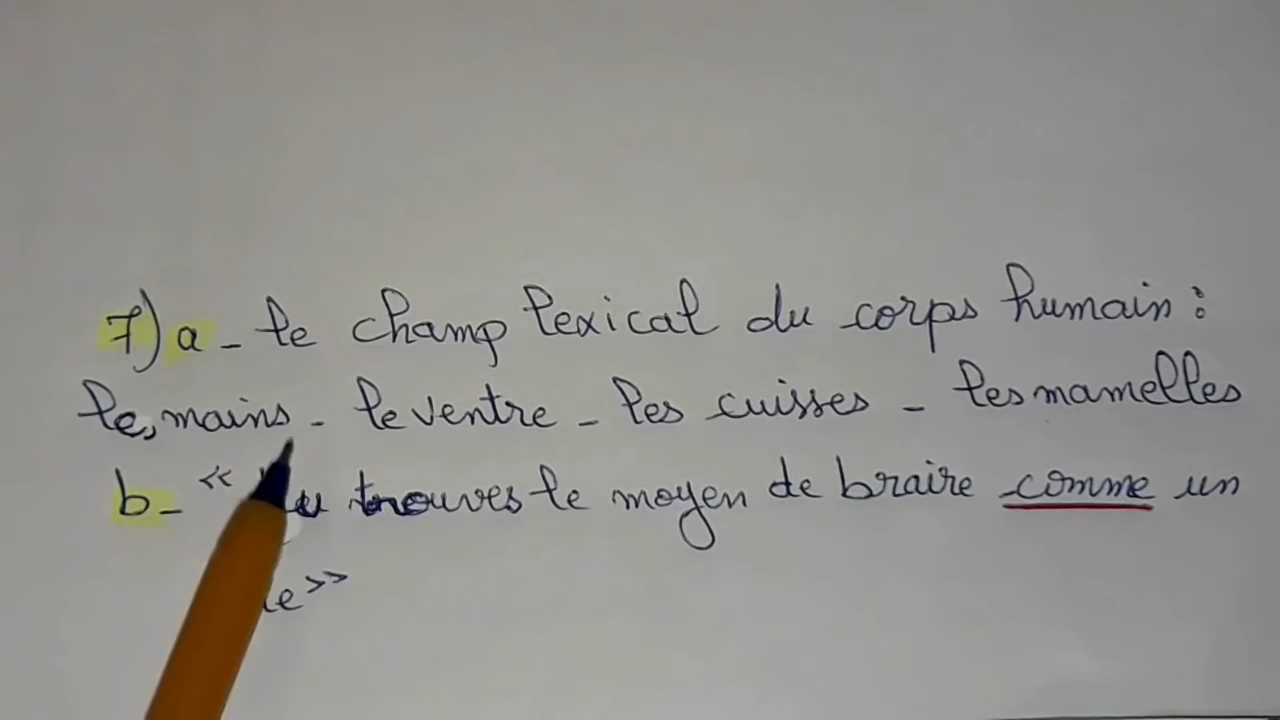 7) a - le champ lexical du corps humain :
les mains - le ventre - les cuisses - les mamelles
b - « trouves le moyen de braire comme un
»